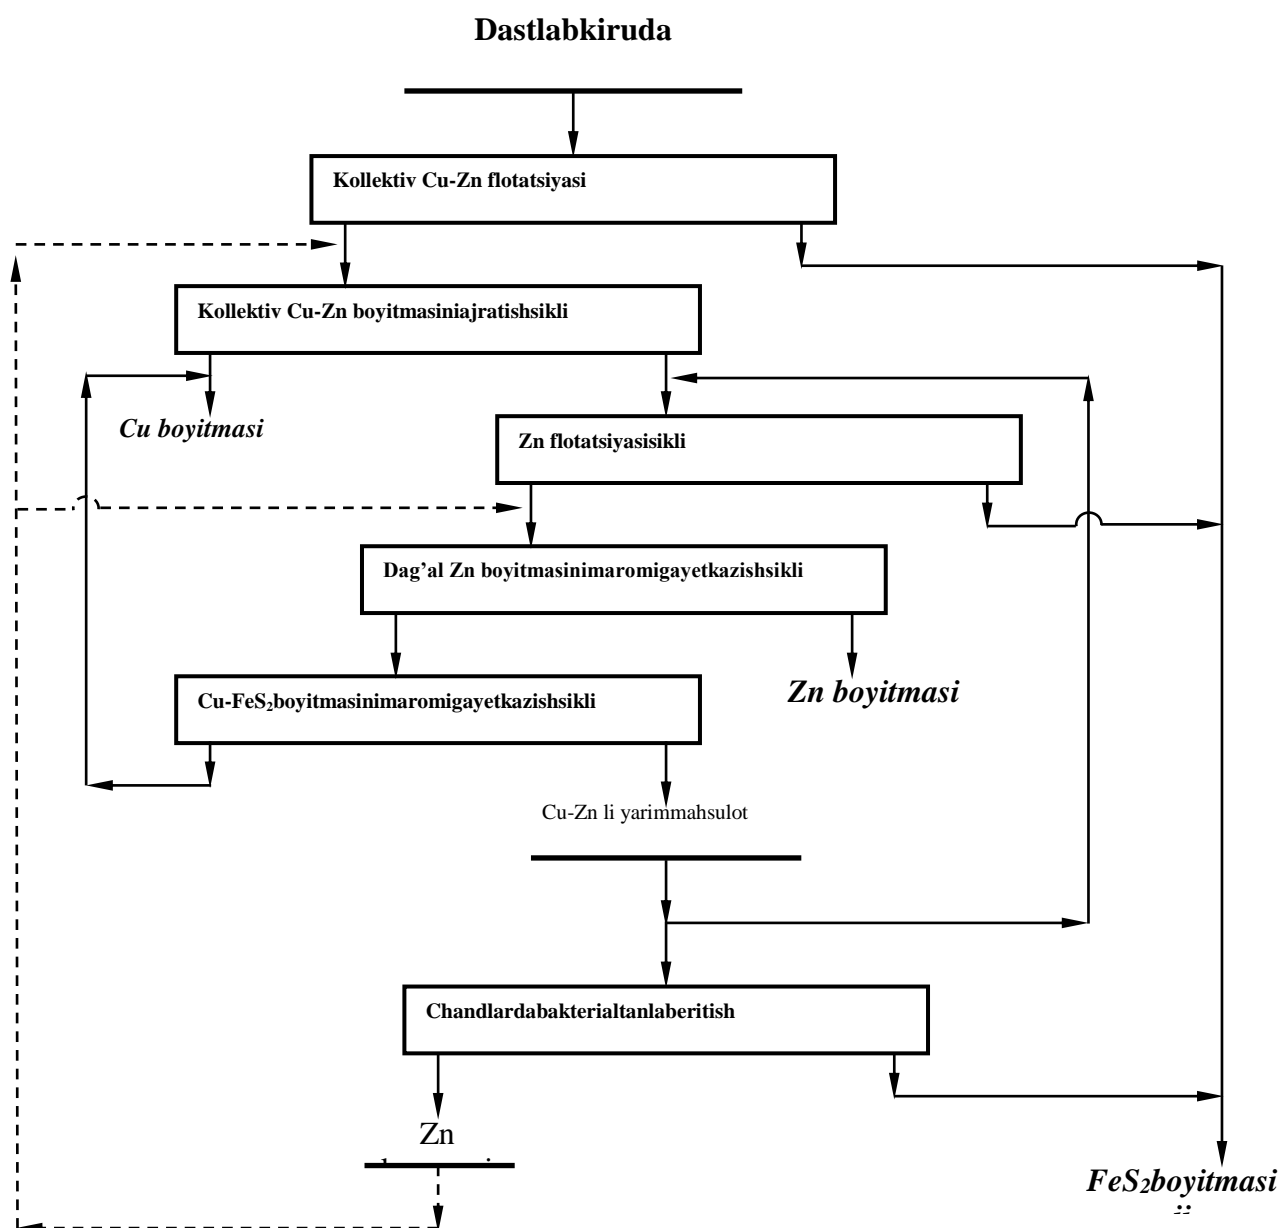 Dastlabkiruda
Kollektiv Cu-Zn flotatsiyasi
Kollektiv Cu-Zn boyitmasiniajratishsikli
Cu boyitmasi
Zn flotatsiyasisikli
Dag’al Zn boyitmasinimaromigayetkazishsikli
Cu-FeS₂boyitmasinimaromigayetkazishsikli
Zn boyitmasi
Cu-Zn li yarimmahsulot
Chandlardabakterialtanlaberitish
Zn
FeS₂boyitmasi